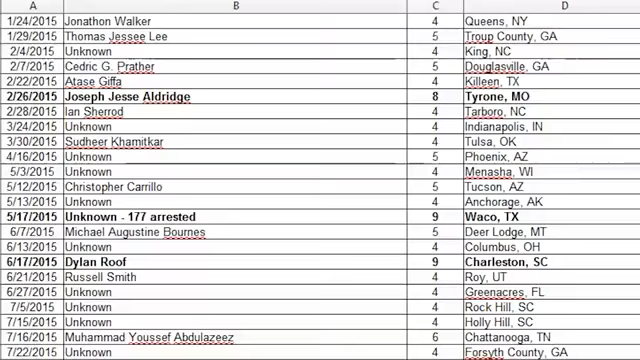 A B C D
1/24/2015 Jonathon Walker 4 Queens, NY
1/29/2015 Thomas Jessee Lee 5 Troup County, GA
2/4/2015 Unknown 4 King, NC
2/7/2015 Cedric G. Prather 5 Douglasville, GA
2/22/2015 Atase Giffa 4 Killeen, TX
2/26/2015 Joseph Jesse Aldridge 8 Tyrone, MO
2/28/2015 Ian Sherrod 4 Tarboro, NC
3/24/2015 Unknown 4 Indianapolis, IN
3/30/2015 Sudheer Khamitkar 4 Tulsa, OK
4/16/2015 Unknown 5 Phoenix, AZ
5/3/2015 Unknown 4 Menasha, WI
5/12/2015 Christopher Carrillo 5 Tucson, AZ
5/13/2015 Unknown 4 Anchorage, AK
5/17/2015 Unknown - 177 arrested 9 Waco, TX
6/7/2015 Michael Augustine Bournes 5 Deer Lodge, MT
6/13/2015 Unknown 4 Columbus, OH
6/17/2015 Dylan Roof 9 Charleston, SC
6/21/2015 Russell Smith 4 Roy, UT
6/27/2015 Unknown 4 Greenacres, FL
7/5/2015 Unknown 4 Rock Hill, SC
7/15/2015 Unknown 4 Holly Hill, SC
7/16/2015 Muhammad Youssef Abdulazeez 6 Chattanooga, TN
7/22/2015 Unknown 4 Forsyth County, GA